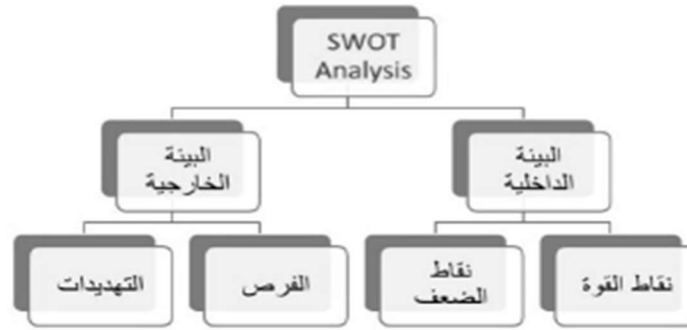 SWOT
Analysis
البيئة
الداخلية
البيئة
الخارجية
نقاط القوة
نقاط
الضعف
الفرص
التهديدات